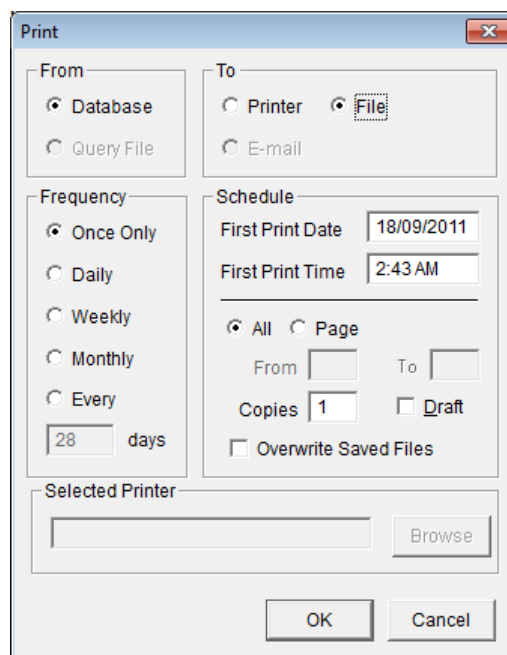 Print
From
Database
Query File
To
Printer File
E-mail
Frequency
Once Only
Daily
Weekly
Monthly
Every
28 days
Schedule
First Print Date 18/09/2011
First Print Time 2:43 AM
All Page
From To
Copies 1 Draft
Overwrite Saved Files
Selected Printer
Browse
OK Cancel